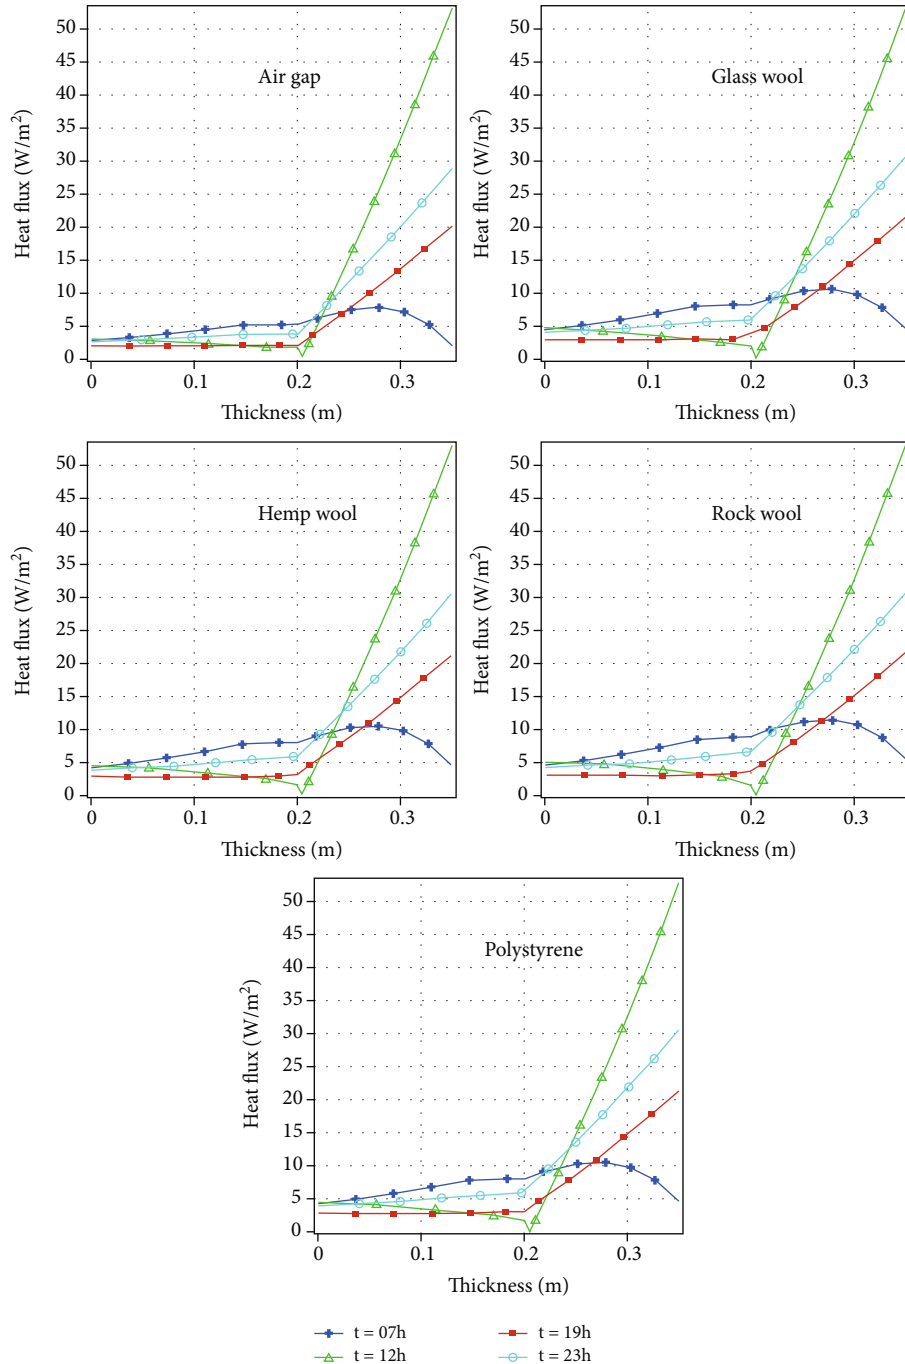 50
45
40
35
30
25
20
15
10
5
0
Heat flux (W/m²)
Air gap
0 0.1 0.2 0.3
Thickness (m)
50
45
40
35
30
25
20
15
10
5
0
Heat flux (W/m²)
Glass wool
0 0.1 0.2 0.3
Thickness (m)
50
45
40
35
30
25
20
15
10
5
0
Heat flux (W/m²)
Hemp wool
0 0.1 0.2 0.3
Thickness (m)
50
45
40
35
30
25
20
15
10
5
0
Heat flux (W/m²)
Rock wool
0 0.1 0.2 0.3
Thickness (m)
50
45
40
35
30
25
20
15
10
5
0
Heat flux (W/m²)
Polystyrene
0 0.1 0.2 0.3
Thickness (m)
t = 07h
t = 12h
t = 19h
t = 23h